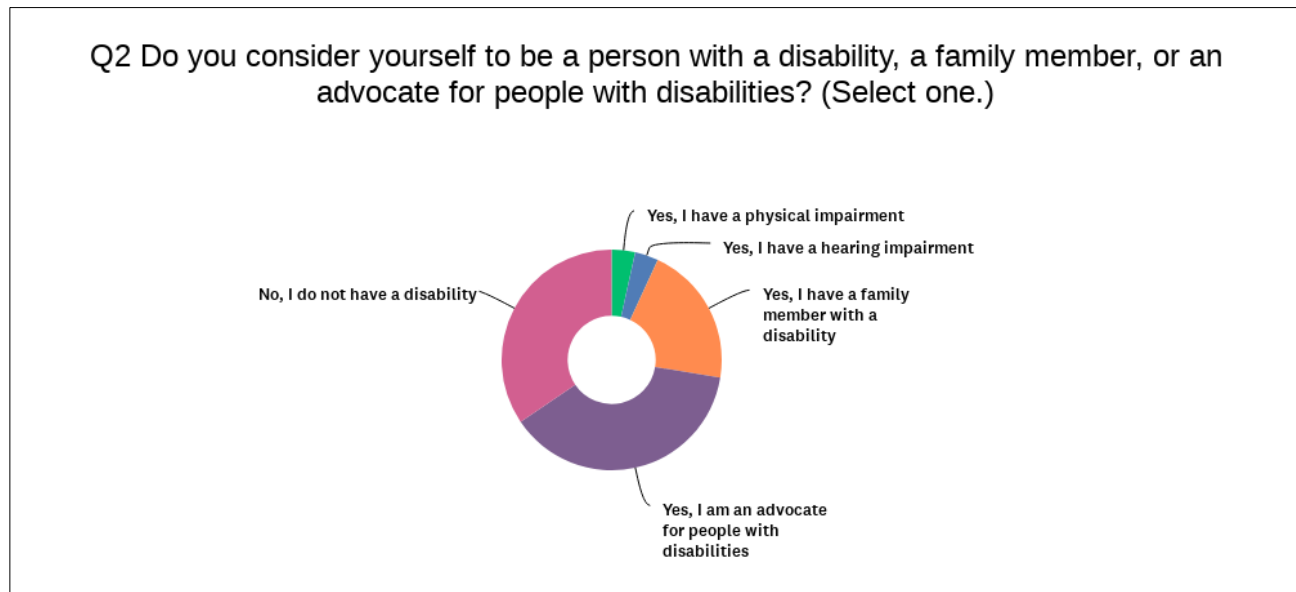 Q2 Do you consider yourself to be a person with a disability, a family member, or an
advocate for people with disabilities? (Select one.)
Yes, I have a physical impairment
Yes, I have a hearing impairment
No, I do not have a disability
Yes, I have a family
member with a
disability
Yes, I am an advocate
for people with
disabilities